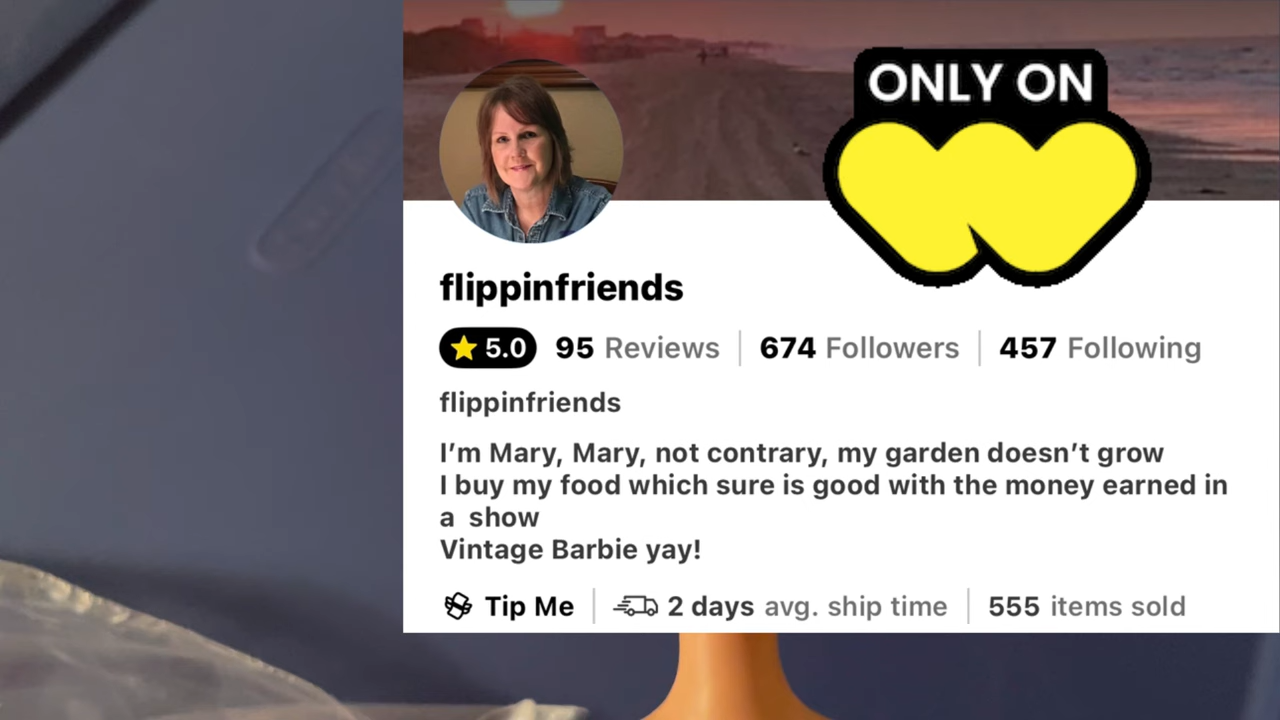 ONLY ON
flippinfriends
5.0 95 Reviews 674 Followers 457 Following
flippinfriends
I’m Mary, Mary, not contrary, my garden doesn’t grow
I buy my food which sure is good with the money earned in
a show
Vintage Barbie yay!
Tip Me 2 days avg. ship time 555 items sold